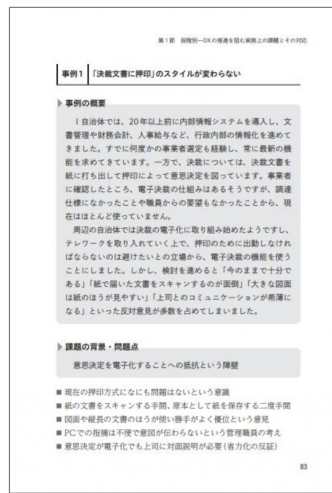 第1節 段階別―DXの推進を阻む実務上の課題とその対応
事例1 「決裁文書に押印」のスタイルが変わらない
事例の概要
I自治体では、20年以上前に内部情報システムを導入し、文
書管理や財務会計、人事給与など、行政内部の情報化を進めて
きました。すでに何度かの事業者選定も経験し、常に最新の機
能を求めてきています。一方で、決裁については、決裁文書を
紙に打ち出して押印によって意思決定を図っています。事業者
に確認したところ、電子決裁の仕組みはあるそうですが、調達
仕様になかったことや職員からの要望もなかったことから、現
在はほとんど使っていません。
周辺の自治体では決裁の電子化に取り組み始めたようですし、
テレワークを取り入れていく上で、押印のために出勤しなけれ
ばならないのは避けたいとの立場から、電子決裁の機能を使う
ことにしました。しかし、検討を進めると「今のままで十分で
ある」「紙で届いた文書をスキャンするのが面倒」「大きな図面
は紙のほうが見やすい」「上司とのコミュニケーションが希薄に
なる」といった反対意見が多数を占めてしまいました。
課題の背景・問題点
意思決定を電子化することへの抵抗という障壁
■ 現在の押印方式になにも問題はないという意識
■ 紙の文書をスキャンする手間、原本として紙を保存する二度手間
■ 図面や縦長の文書のほうが使い勝手がよく優位という意見
■ PCでの指摘は不便で意図が伝わらないという管理職員の考え
■ 意思決定が電子化でも上司に対面説明が必要（省力化の反証）
83